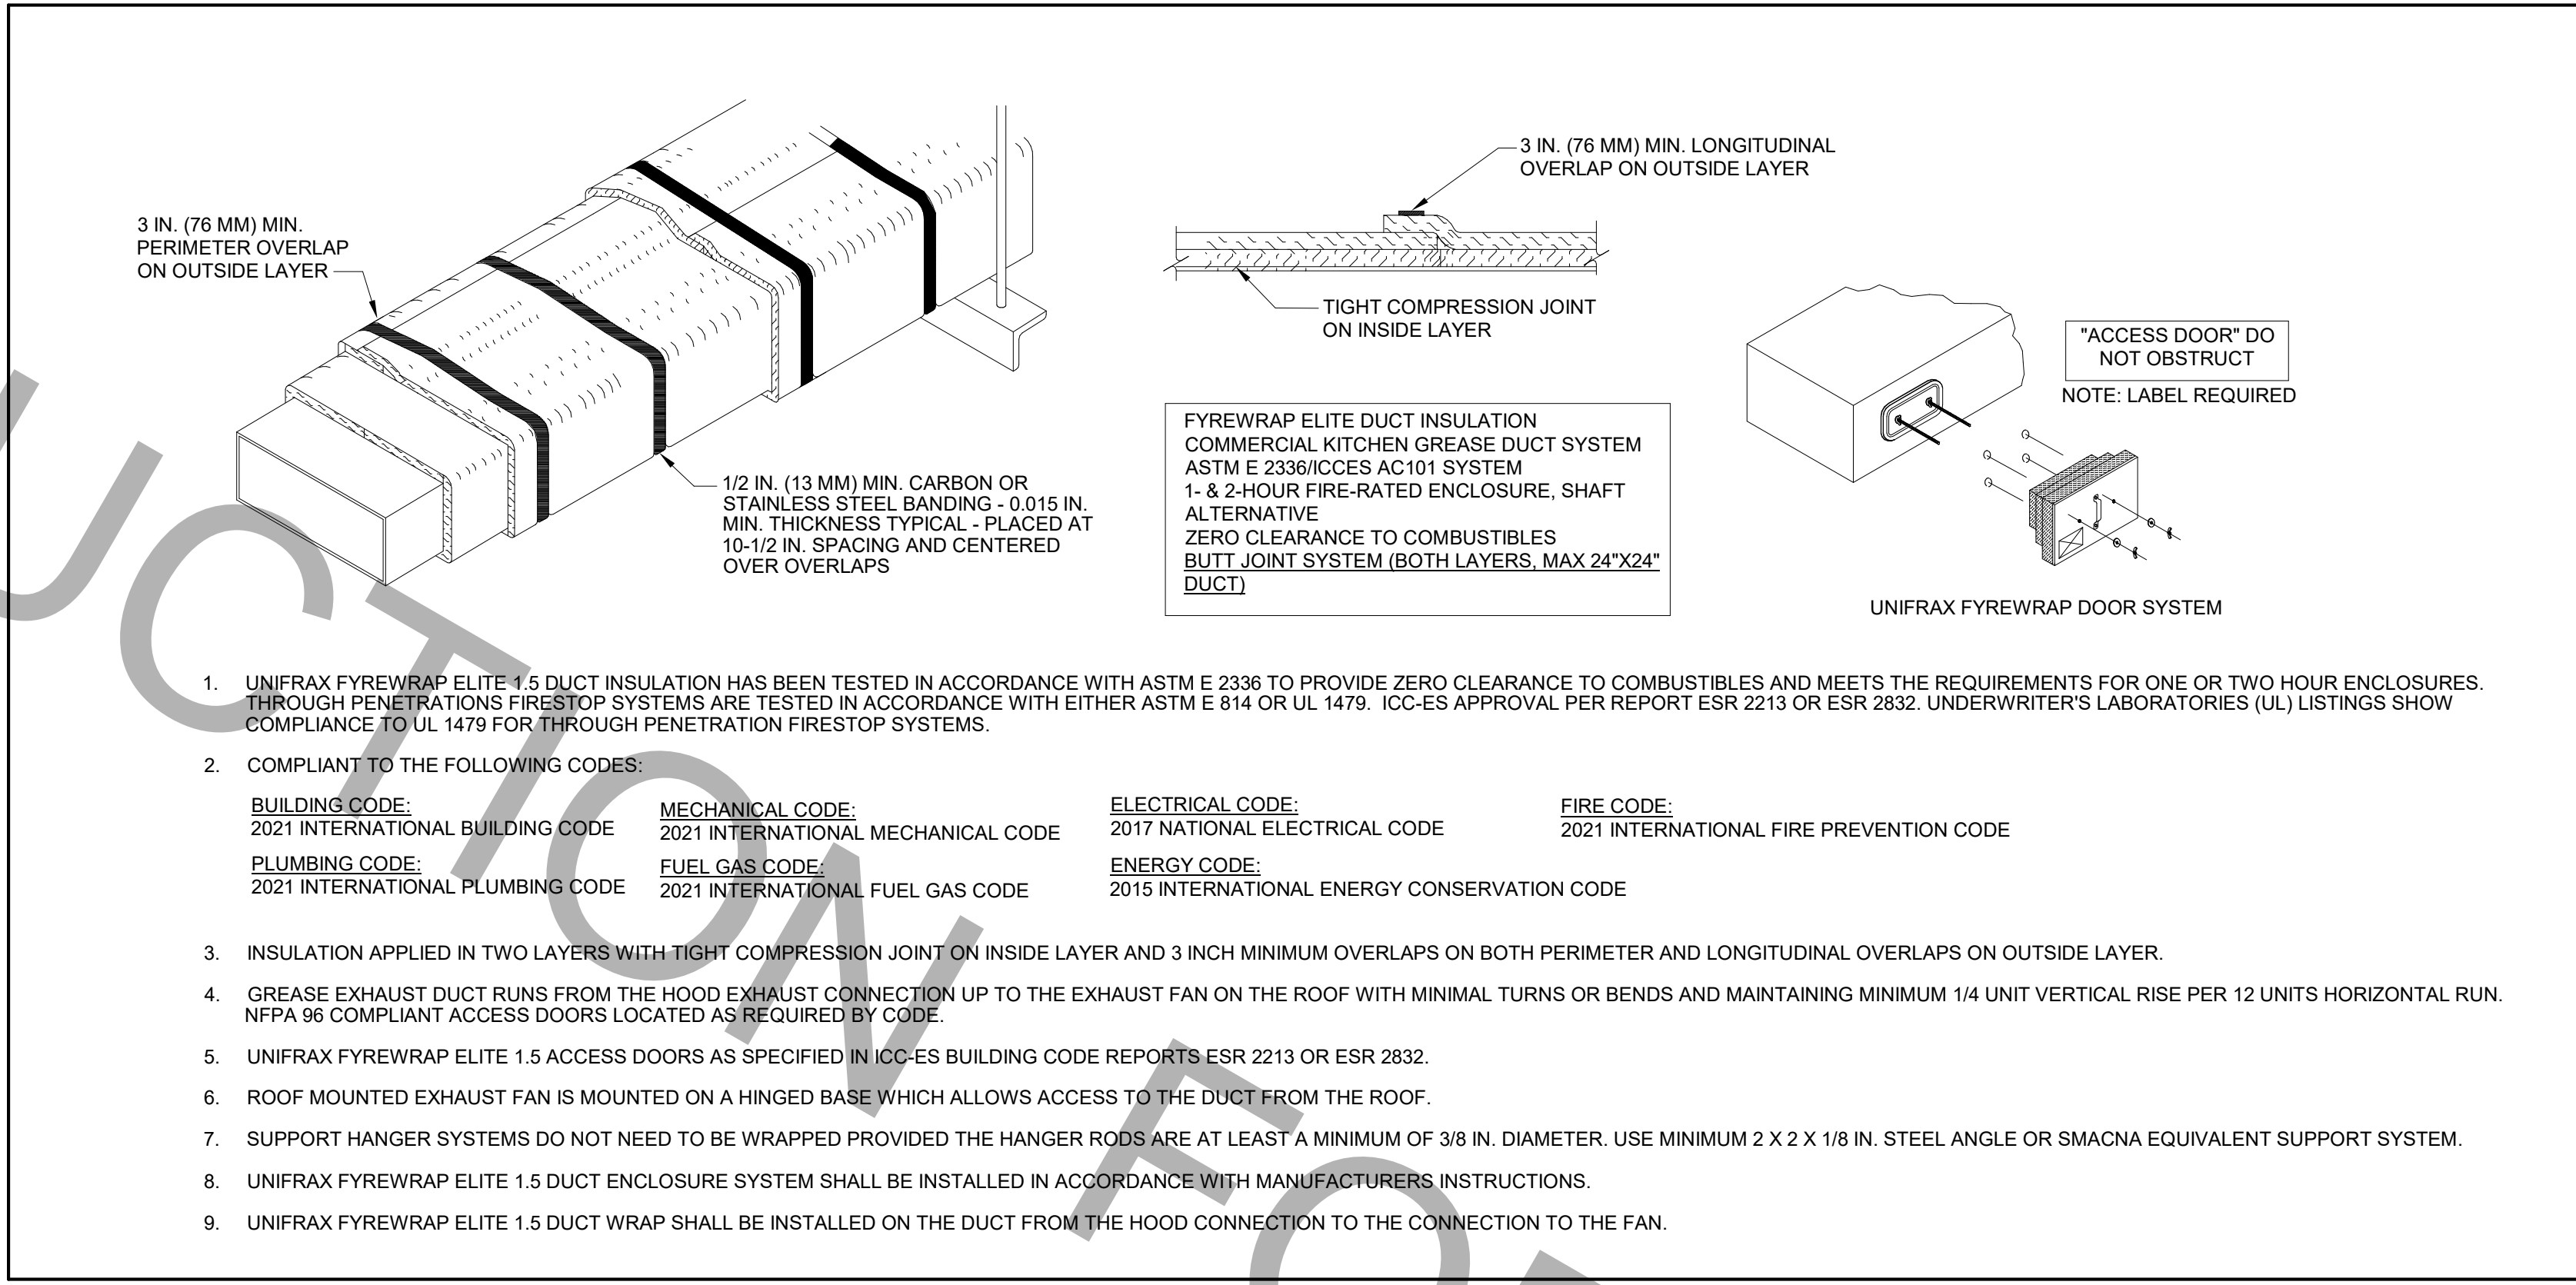 3 IN. (76 MM) MIN.
PERIMETER OVERLAP
ON OUTSIDE LAYER
1/2 IN. (13 MM) MIN. CARBON OR
STAINLESS STEEL BANDING - 0.015 IN.
MIN. THICKNESS TYPICAL - PLACED AT
10-1/2 IN. SPACING AND CENTERED
OVER OVERLAPS
3 IN. (76 MM) MIN. LONGITUDINAL
OVERLAP ON OUTSIDE LAYER
TIGHT COMPRESSION JOINT
ON INSIDE LAYER
FYREWRAP ELITE DUCT INSULATION
COMMERCIAL KITCHEN GREASE DUCT SYSTEM
ASTM E 2336/ICCES AC101 SYSTEM
1- & 2-HOUR FIRE-RATED ENCLOSURE, SHAFT
ALTERNATIVE
ZERO CLEARANCE TO COMBUSTIBLES
BUTT JOINT SYSTEM (BOTH LAYERS, MAX 24"X24"
DUCT)
"ACCESS DOOR" DO
NOT OBSTRUCT
NOTE: LABEL REQUIRED
UNIFRAX FYREWRAP DOOR SYSTEM
1. UNIFRAX FYREWRAP ELITE 1.5 DUCT INSULATION HAS BEEN TESTED IN ACCORDANCE WITH ASTM E 2336 TO PROVIDE ZERO CLEARANCE TO COMBUSTIBLES AND MEETS THE REQUIREMENTS FOR ONE OR TWO HOUR ENCLOSURES.
THROUGH PENETRATIONS FIRESTOP SYSTEMS ARE TESTED IN ACCORDANCE WITH EITHER ASTM E 814 OR UL 1479. ICC-ES APPROVAL PER REPORT ESR 2213 OR ESR 2832. UNDERWRITER'S LABORATORIES (UL) LISTINGS SHOW
COMPLIANCE TO UL 1479 FOR THROUGH PENETRATION FIRESTOP SYSTEMS.
2. COMPLIANT TO THE FOLLOWING CODES:
BUILDING CODE:
2021 INTERNATIONAL BUILDING CODE
MECHANICAL CODE:
2021 INTERNATIONAL MECHANICAL CODE
ELECTRICAL CODE:
2017 NATIONAL ELECTRICAL CODE
FIRE CODE:
2021 INTERNATIONAL FIRE PREVENTION CODE
PLUMBING CODE:
2021 INTERNATIONAL PLUMBING CODE
FUEL GAS CODE:
2021 INTERNATIONAL FUEL GAS CODE
ENERGY CODE:
2015 INTERNATIONAL ENERGY CONSERVATION CODE
3. INSULATION APPLIED IN TWO LAYERS WITH TIGHT COMPRESSION JOINT ON INSIDE LAYER AND 3 INCH MINIMUM OVERLAPS ON BOTH PERIMETER AND LONGITUDINAL OVERLAPS ON OUTSIDE LAYER.
4. GREASE EXHAUST DUCT RUNS FROM THE HOOD EXHAUST CONNECTION UP TO THE EXHAUST FAN ON THE ROOF WITH MINIMAL TURNS OR BENDS AND MAINTAINING MINIMUM 1/4 UNIT VERTICAL RISE PER 12 UNITS HORIZONTAL RUN.
NFPA 96 COMPLIANT ACCESS DOORS LOCATED AS REQUIRED BY CODE.
5. UNIFRAX FYREWRAP ELITE 1.5 ACCESS DOORS AS SPECIFIED IN ICC-ES BUILDING CODE REPORTS ESR 2213 OR ESR 2832.
6. ROOF MOUNTED EXHAUST FAN IS MOUNTED ON A HINGED BASE WHICH ALLOWS ACCESS TO THE DUCT FROM THE ROOF.
7. SUPPORT HANGER SYSTEMS DO NOT NEED TO BE WRAPPED PROVIDED THE HANGER RODS ARE AT LEAST A MINIMUM OF 3/8 IN. DIAMETER. USE MINIMUM 2 X 2 X 1/8 IN. STEEL ANGLE OR SMACNA EQUIVALENT SUPPORT SYSTEM.
8. UNIFRAX FYREWRAP ELITE 1.5 DUCT ENCLOSURE SYSTEM SHALL BE INSTALLED IN ACCORDANCE WITH MANUFACTURERS INSTRUCTIONS.
9. UNIFRAX FYREWRAP ELITE 1.5 DUCT WRAP SHALL BE INSTALLED ON THE DUCT FROM THE HOOD CONNECTION TO THE CONNECTION TO THE FAN.
UCTION FO